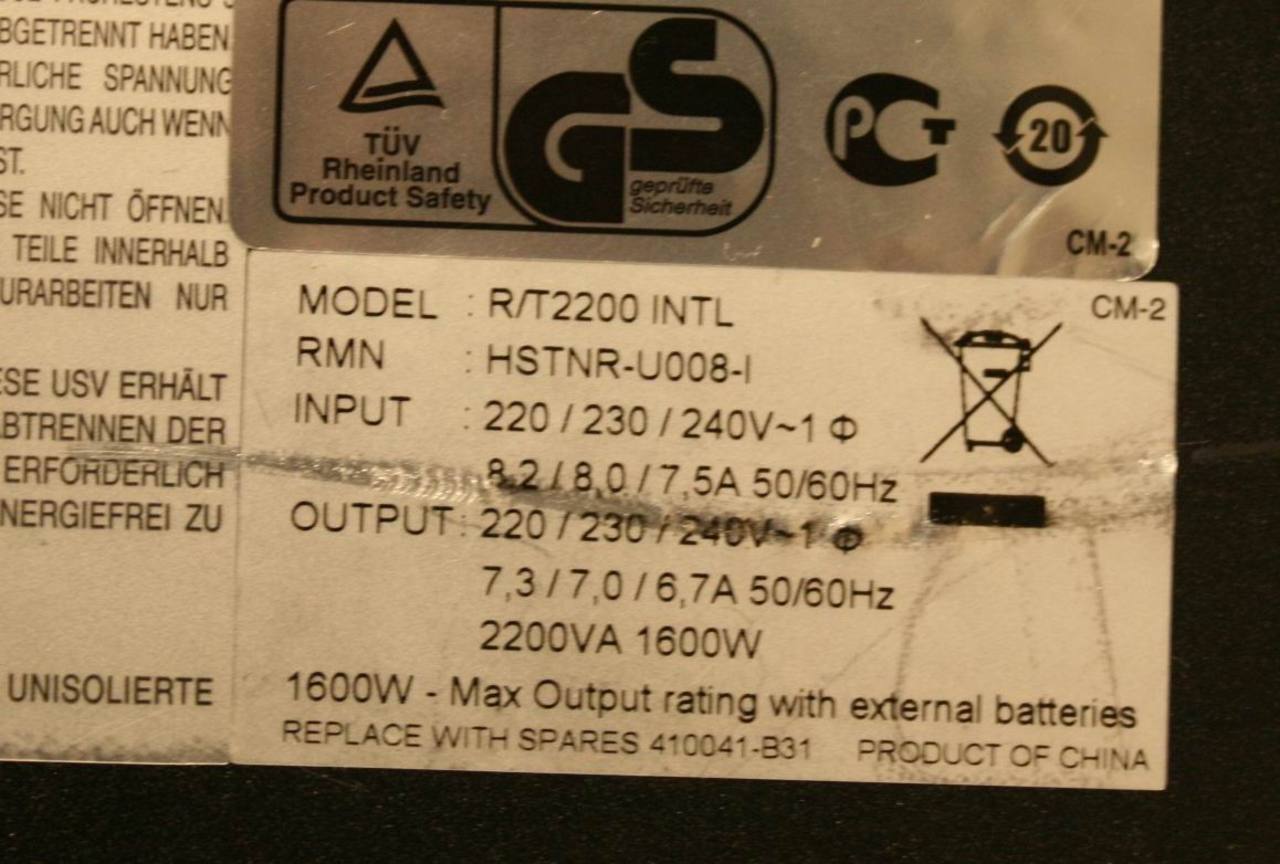 BGETRENNT HABEN.
RLICHE SPANNUNG
RGUNG AUCH WENN
ST.
SE NICHT ÖFFNEN.
TEILE INNERHALB
URARBEITEN NUR
ESE USV ERHÄLT
ABTRENNEN DER
ERFORDERLICH
NERGIEFREI ZU
UNISOLIERTE
TÜV
Rheinland
Product Safety
GS
geprüfte
Sicherheit
PCT
20
CM-2
CM-2
MODEL : R/T2200 INTL
RMN : HSTNR-U008-I
INPUT : 220 / 230 / 240V~1 Φ
8,2 / 8,0 / 7,5A 50/60Hz
OUTPUT : 220 / 230 / 240V~1 Φ
7,3 / 7,0 / 6,7A 50/60Hz
2200VA 1600W
1600W - Max Output rating with external batteries
REPLACE WITH SPARES 410041-B31 PRODUCT OF CHINA